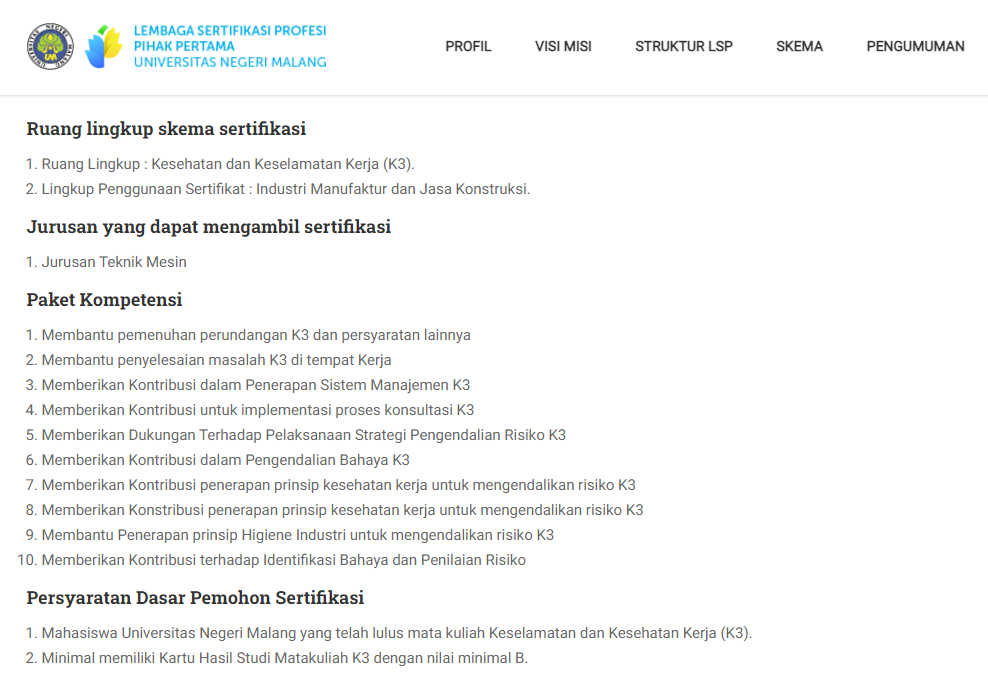 UNIVERSITAS NEGERI MALANG
UM
LEMBAGA SERTIFIKASI PROFESI
PIHAK PERTAMA
UNIVERSITAS NEGERI MALANG
PROFIL
VISI MISI
STRUKTUR LSP
SKEMA
PENGUMUMAN
Ruang lingkup skema sertifikasi
1. Ruang Lingkup : Kesehatan dan Keselamatan Kerja (K3).
2. Lingkup Penggunaan Sertifikat : Industri Manufaktur dan Jasa Konstruksi.
Jurusan yang dapat mengambil sertifikasi
1. Jurusan Teknik Mesin
Paket Kompetensi
1. Membantu pemenuhan perundangan K3 dan persyaratan lainnya
2. Membantu penyelesaian masalah K3 di tempat Kerja
3. Memberikan Kontribusi dalam Penerapan Sistem Manajemen K3
4. Memberikan Kontribusi untuk implementasi proses konsultasi K3
5. Memberikan Dukungan Terhadap Pelaksanaan Strategi Pengendalian Risiko K3
6. Memberikan Kontribusi dalam Pengendalian Bahaya K3
7. Memberikan Kontribusi penerapan prinsip kesehatan kerja untuk mengendalikan risiko K3
8. Memberikan Konstribusi penerapan prinsip kesehatan kerja untuk mengendalikan risiko K3
9. Membantu Penerapan prinsip Higiene Industri untuk mengendalikan risiko K3
10. Memberikan Kontribusi terhadap Identifikasi Bahaya dan Penilaian Risiko
Persyaratan Dasar Pemohon Sertifikasi
1. Mahasiswa Universitas Negeri Malang yang telah lulus mata kuliah Keselamatan dan Kesehatan Kerja (K3).
2. Minimal memiliki Kartu Hasil Studi Matakuliah K3 dengan nilai minimal B.